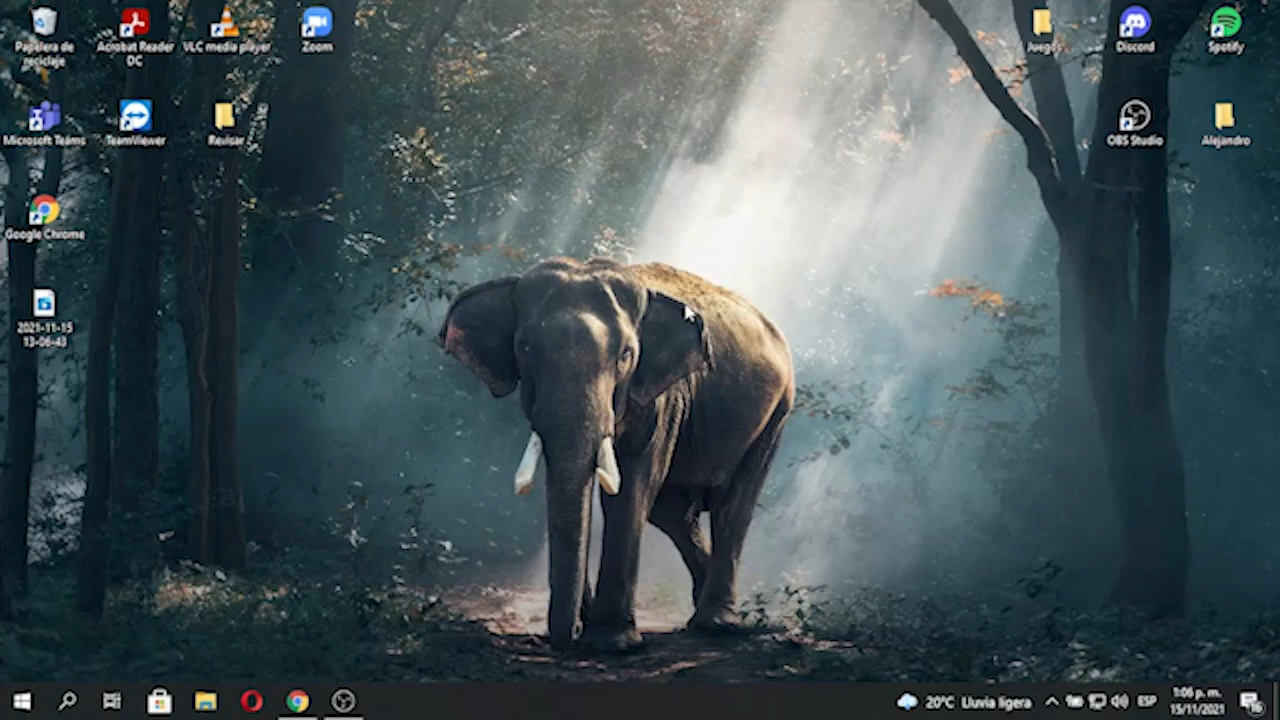 Papelera de
reciclaje
Acrobat Reader
DC
VLC media player
Zoom
Juegos
Discord
Spotify
Microsoft Teams
TeamViewer
Revisar
OBS Studio
Alejandro
Google Chrome
2021-11-15
13-06-43
20°C Lluvia ligera
ESP
1:06 p. m.
15/11/2021